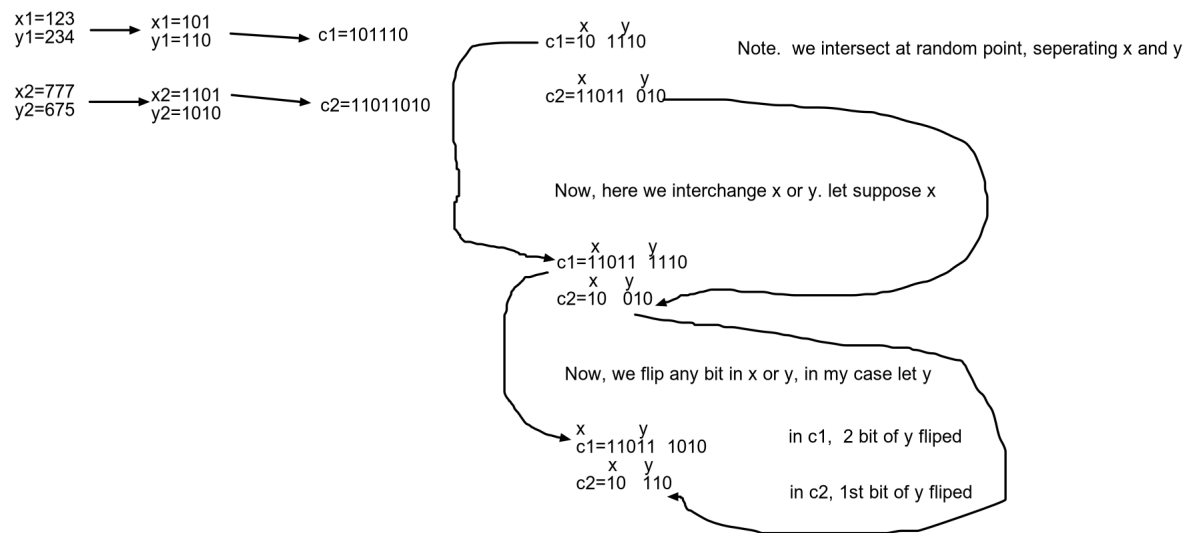 x1=123
y1=234
x1=101
y1=110
c1=101110
x2=777
y2=675
x2=1101
y2=1010
c2=11011010
x y
c1=10 1110
x y
c2=11011 010
Note. we intersect at random point, seperating x and y
Now, here we interchange x or y. let suppose x
x y
c1=11011 1110
x y
c2=10 010
Now, we flip any bit in x or y, in my case let y
x y
c1=11011 1010
in c1, 2 bit of y fliped
x y
c2=10 110
in c2, 1st bit of y fliped